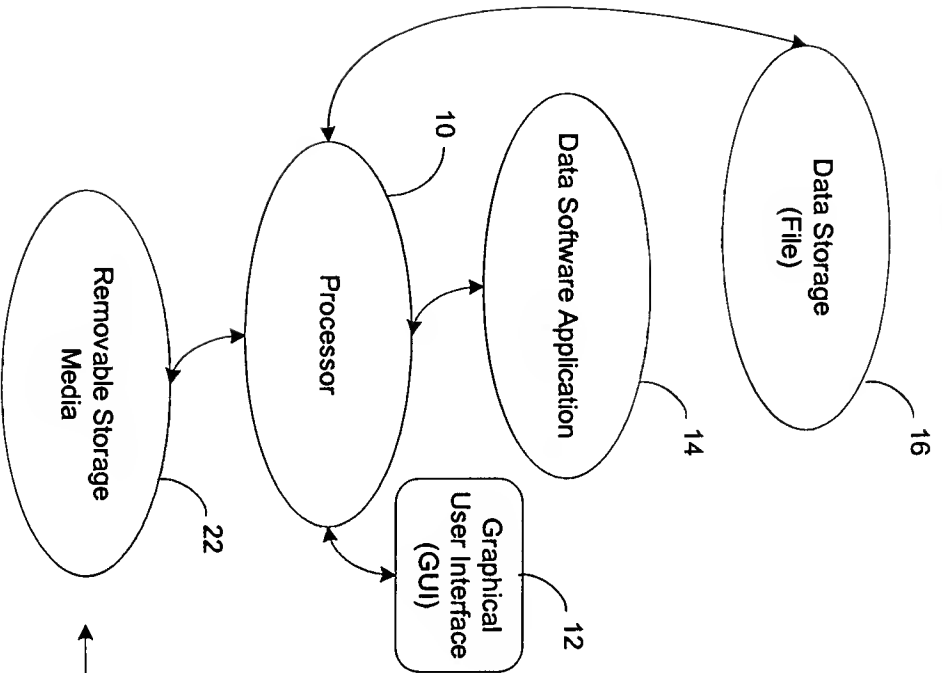 Data Storage
(File)
16
Data Software Application
14
10
Processor
Graphical
User Interface
(GUI)
12
Removable Storage
Media
22